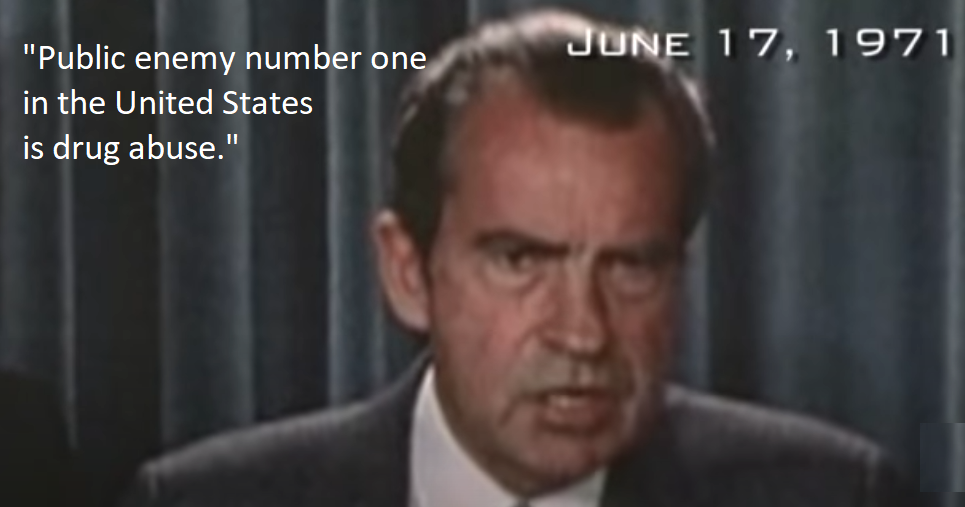 JUNE 17, 1971
"Public enemy number one
in the United States
is drug abuse."